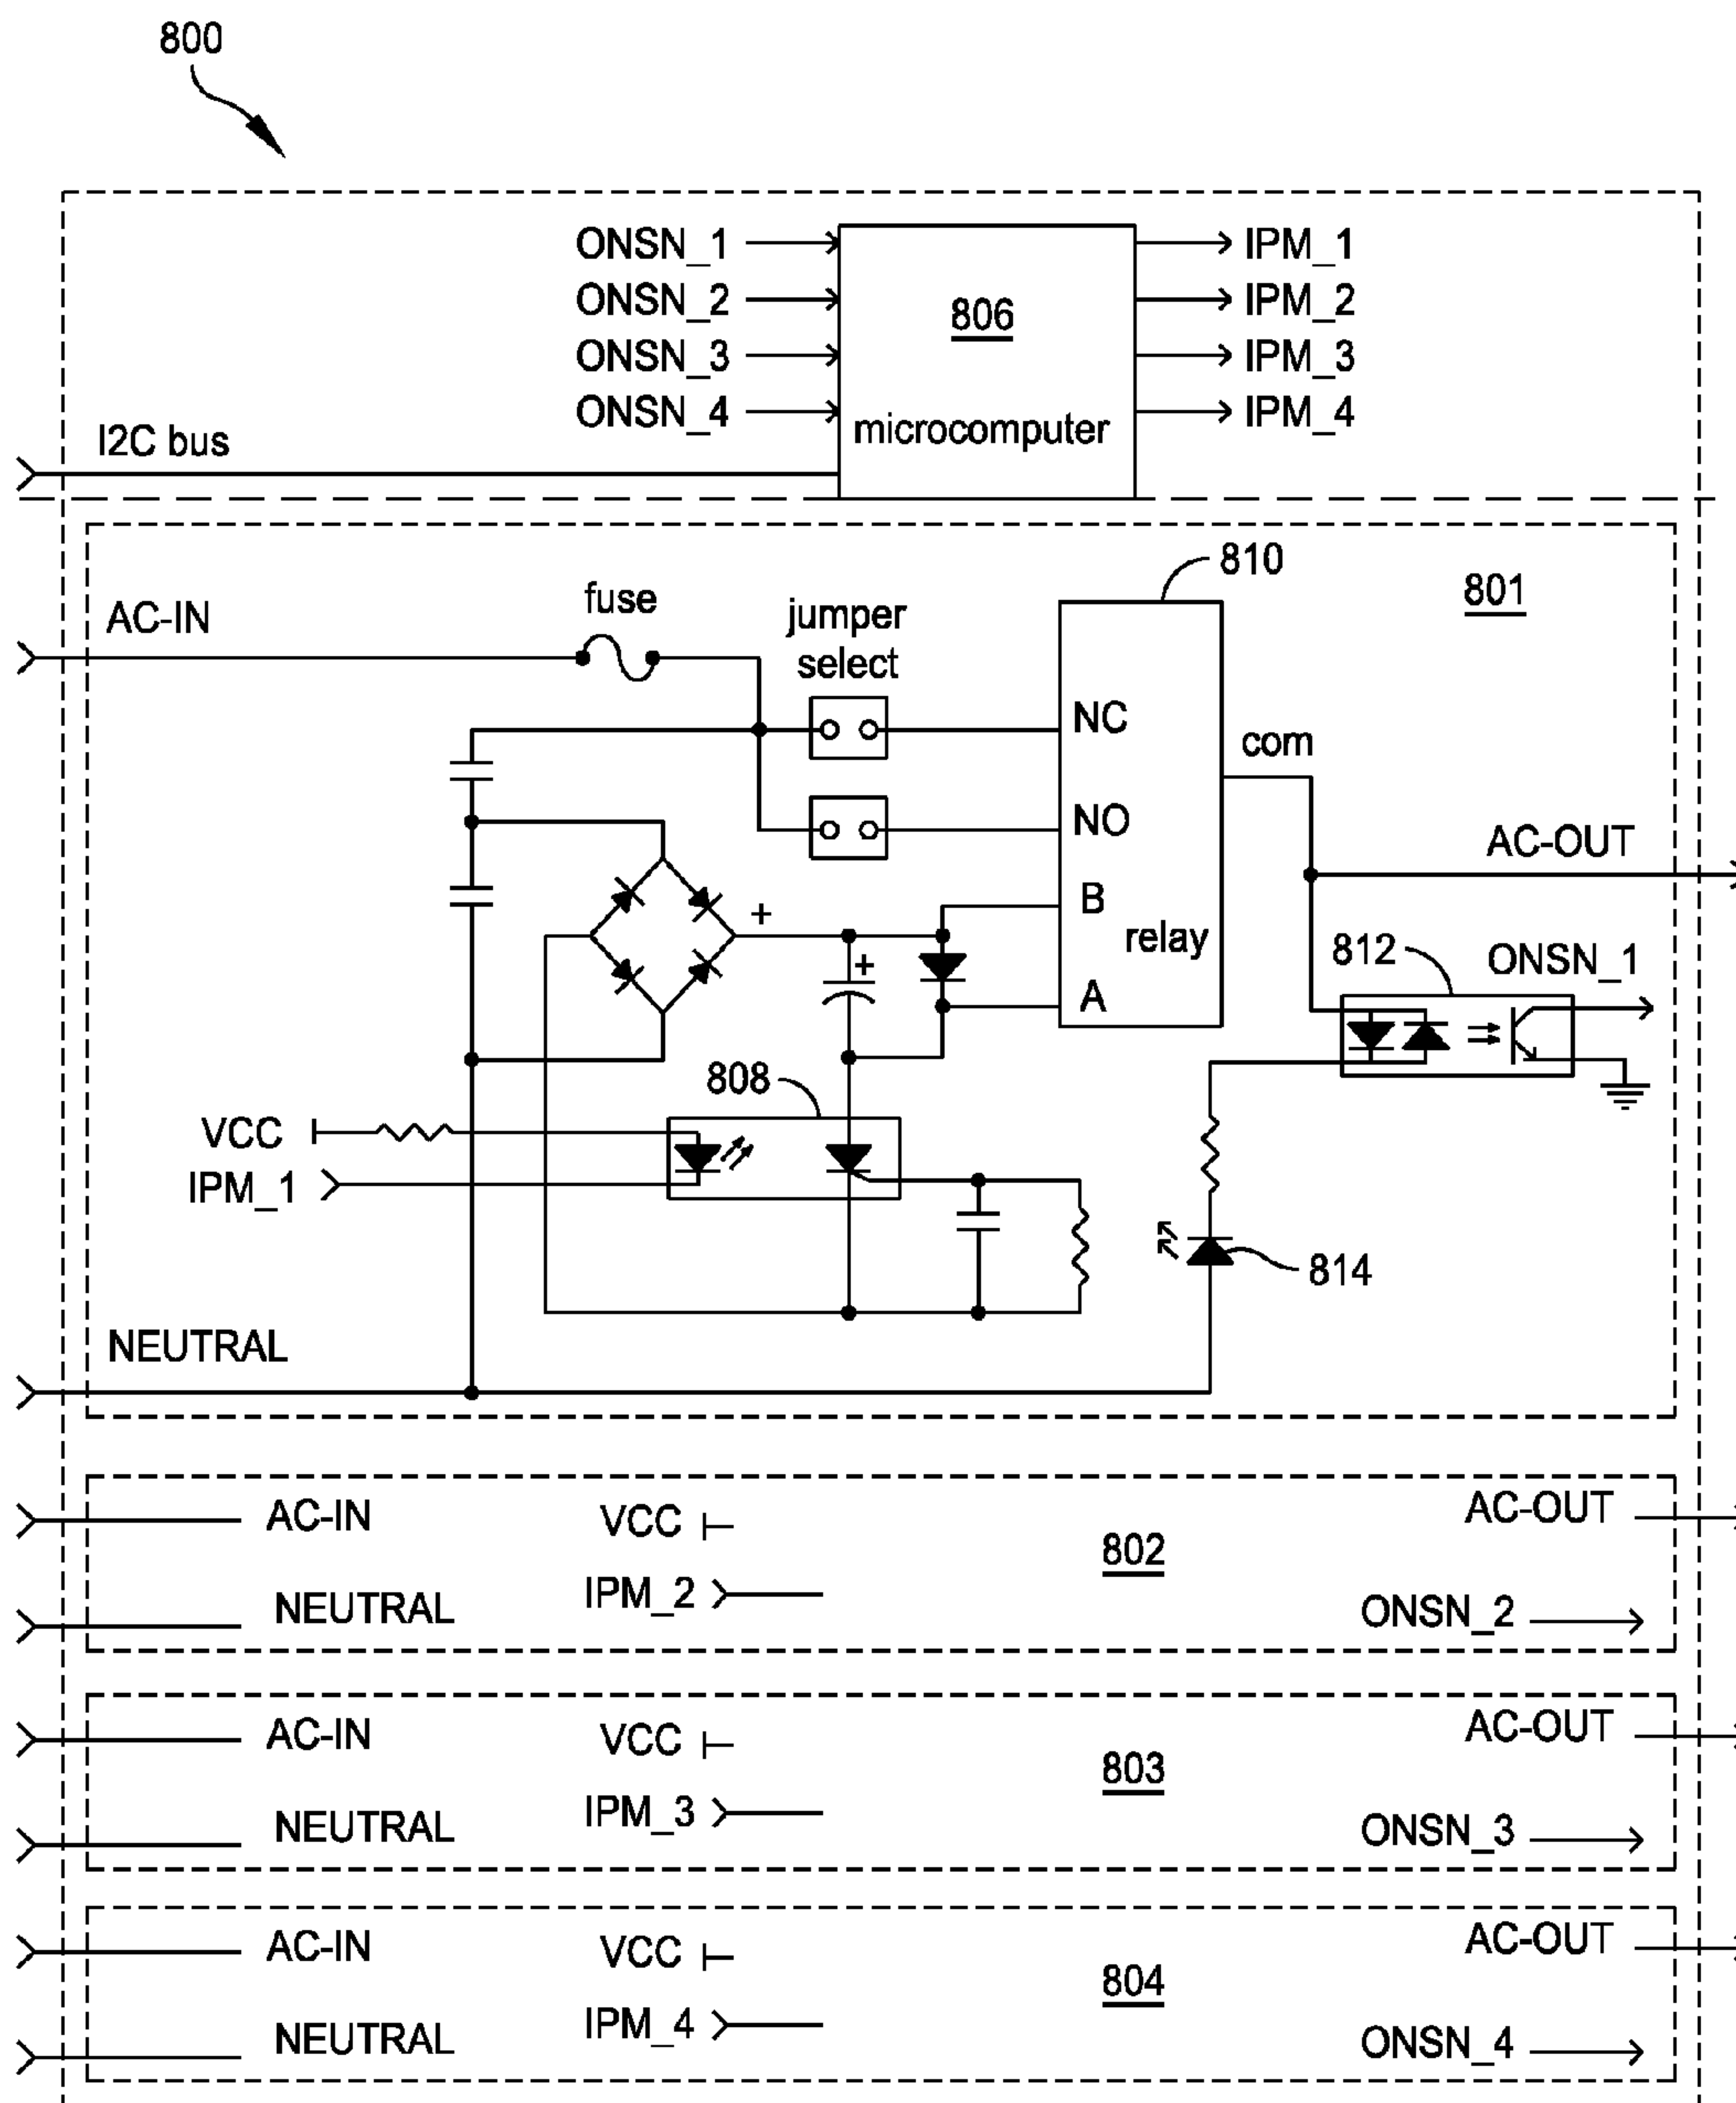 800
ONSN_1
IPM_1
ONSN_2
806
IPM_2
ONSN_3
IPM_3
ONSN_4
microcomputer
IPM_4
I2C bus
810
801
AC-IN
fuse
jumper
select
NC
com
NO
AC-OUT
B
+
relay
812
ONSN_1
+
A
808
VCC
IPM_1
814
NEUTRAL
AC-IN
VCC
AC-OUT
802
NEUTRAL
IPM_2
ONSN_2
AC-IN
VCC
AC-OUT
803
NEUTRAL
IPM_3
ONSN_3
AC-IN
VCC
AC-OUT
804
NEUTRAL
IPM_4
ONSN_4